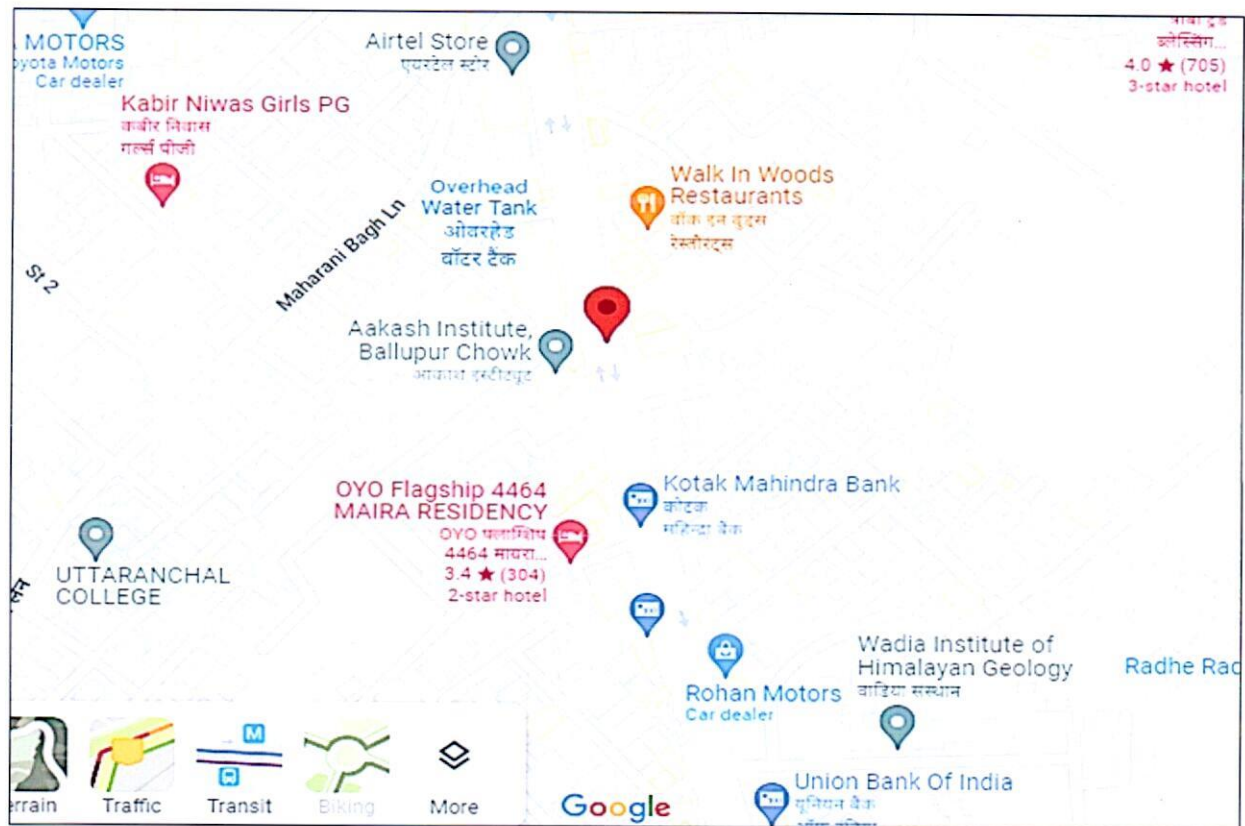 MOTORS
oyota Motors
Car dealer
Airtel Store
एयरटेल स्टोर
ब्लेस्सिंग...
4.0 ★ (705)
3-star hotel
Kabir Niwas Girls PG
कबीर निवास
गर्ल्स पीजी
Overhead
Water Tank
ओवरहेड
वॉटर टैंक
Walk In Woods
Restaurants
वॉक इन वुड्स
रेस्तौरंट्स
Maharani Bagh Ln
St 2
Aakash Institute,
Ballupur Chowk
आकाश इंस्टीट्यूट
OYO Flagship 4464
MAIRA RESIDENCY
OYO फ्लाग्शिप
4464 मायरा...
3.4 ★ (304)
2-star hotel
Kotak Mahindra Bank
कोटक
महिन्द्रा बैंक
UTTARANCHAL
COLLEGE
Rohan Motors
Car dealer
Wadia Institute of
Himalayan Geology
वाडिया संस्थान
Radhe Rad
Union Bank Of India
यूनियन बैंक
errain
Traffic
Transit
Biking
More
M
Google